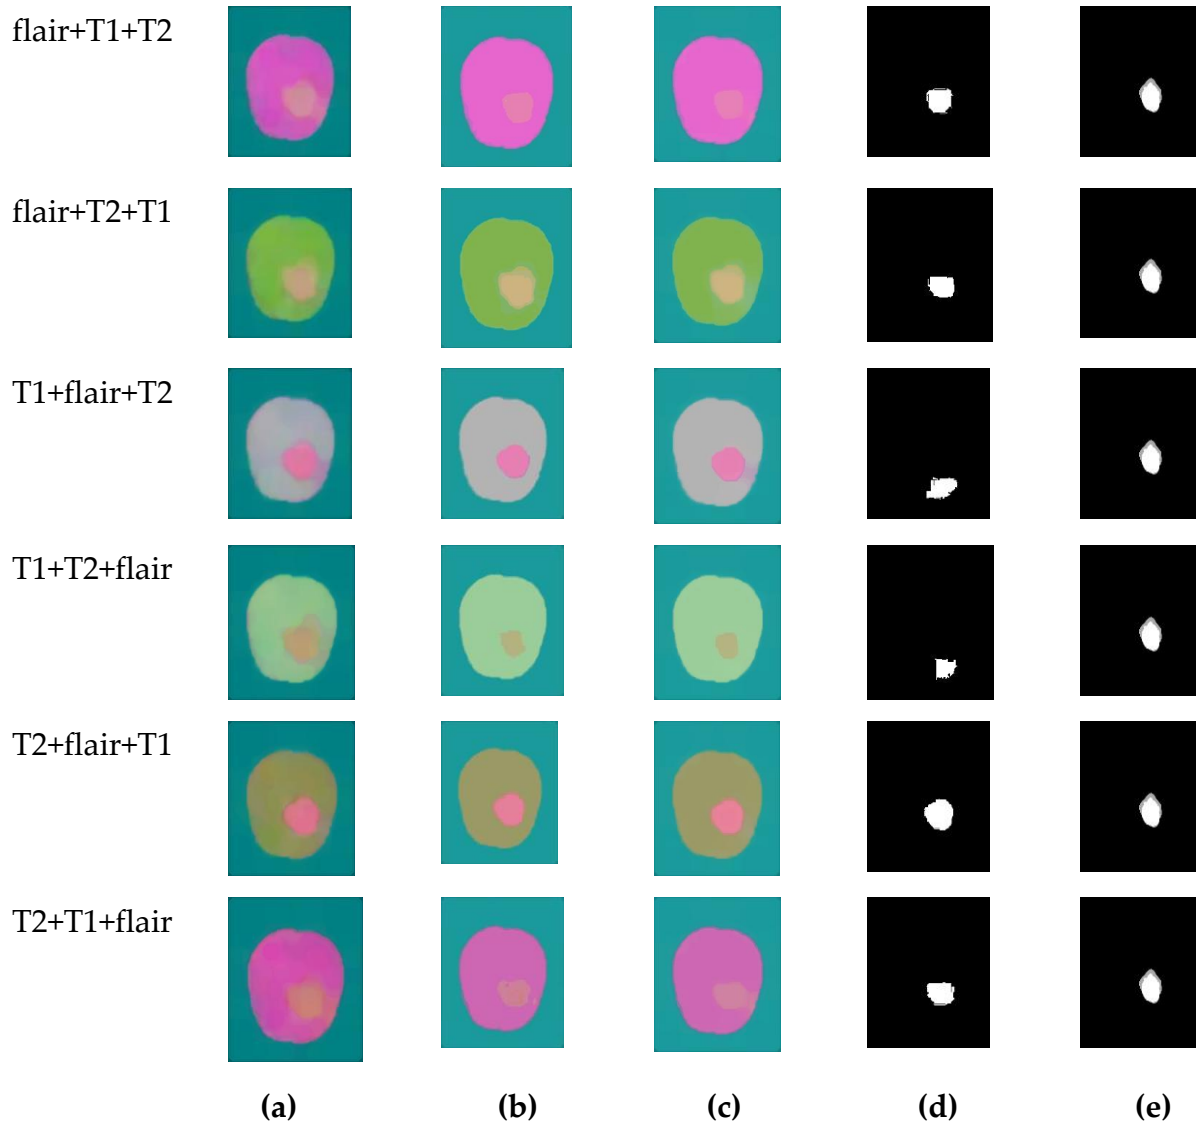 flair+T1+T2
flair+T2+T1
T1+flair+T2
T1+T2+flair
T2+flair+T1
T2+T1+flair
(a) (b) (c) (d) (e)